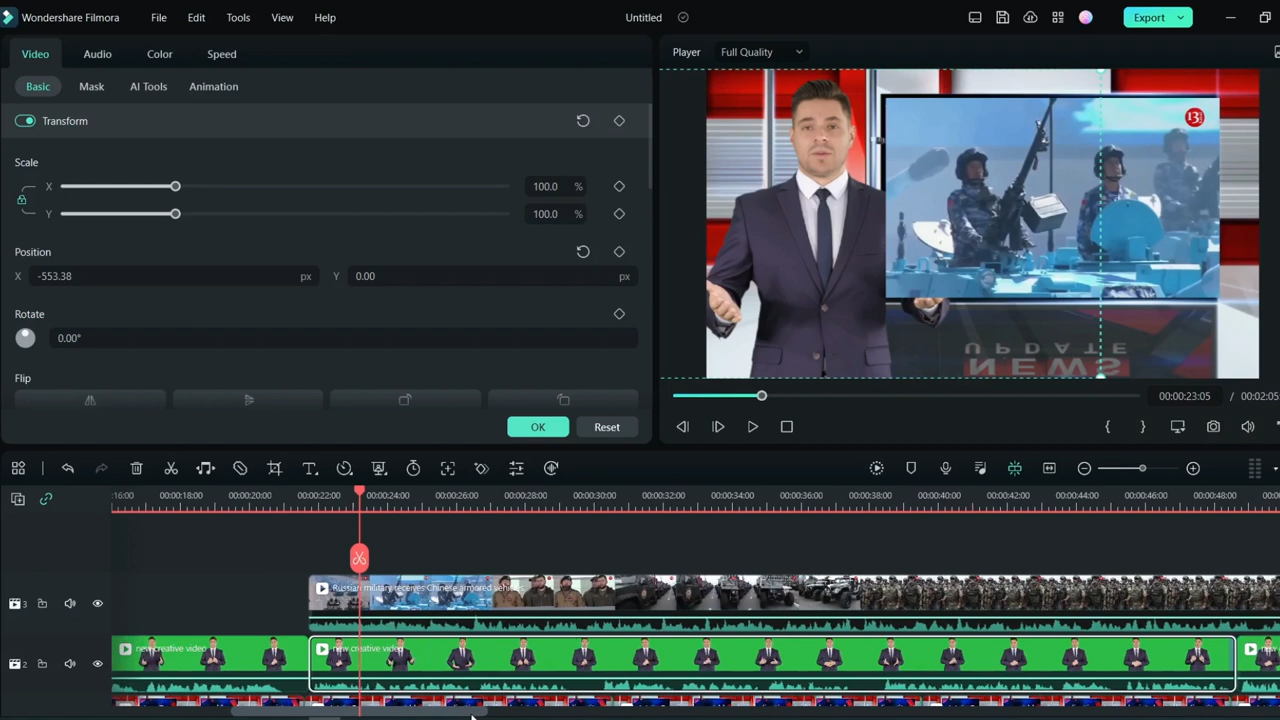 Wondershare Filmora File Edit Tools View Help Untitled Export
Video Audio Color Speed
Player Full Quality
Basic Mask AI Tools Animation
Transform
Scale
X 100.0 %
Y 100.0 %
Position
X -553.38 px Y 0.00 px
Rotate
0.00°
Flip
OK Reset
13
UPDATE
NEWS
00:00:23:05 / 00:02:05
:16:00 00:00:18:00 00:00:20:00 00:00:22:00 00:00:24:00 00:00:26:00 00:00:28:00 00:00:30:00 00:00:32:00 00:00:34:00 00:00:36:00 00:00:38:00 00:00:40:00 00:00:42:00 00:00:44:00 00:00:46:00 00:00:48:00
3
Russian military receives Chinese armored vehicles
2
new creative video
new creative video